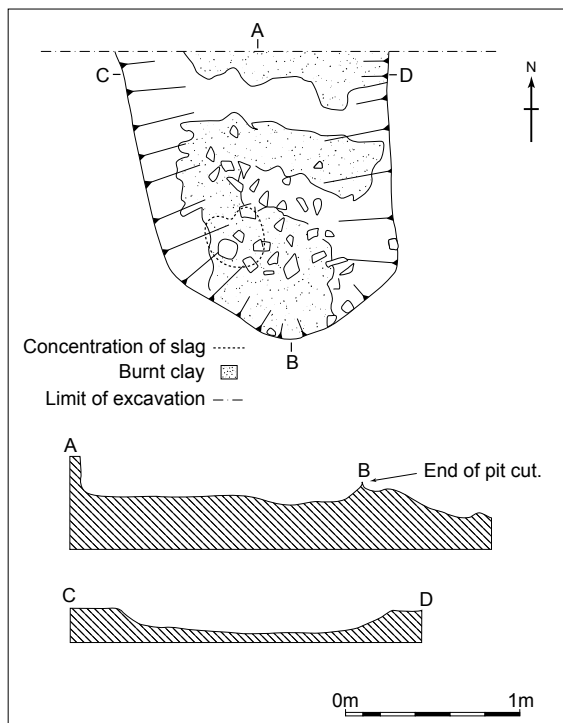 A
C
D
N
B
Concentration of slag
Burnt clay
Limit of excavation
A
B
End of pit cut.
C
D
0m 1m